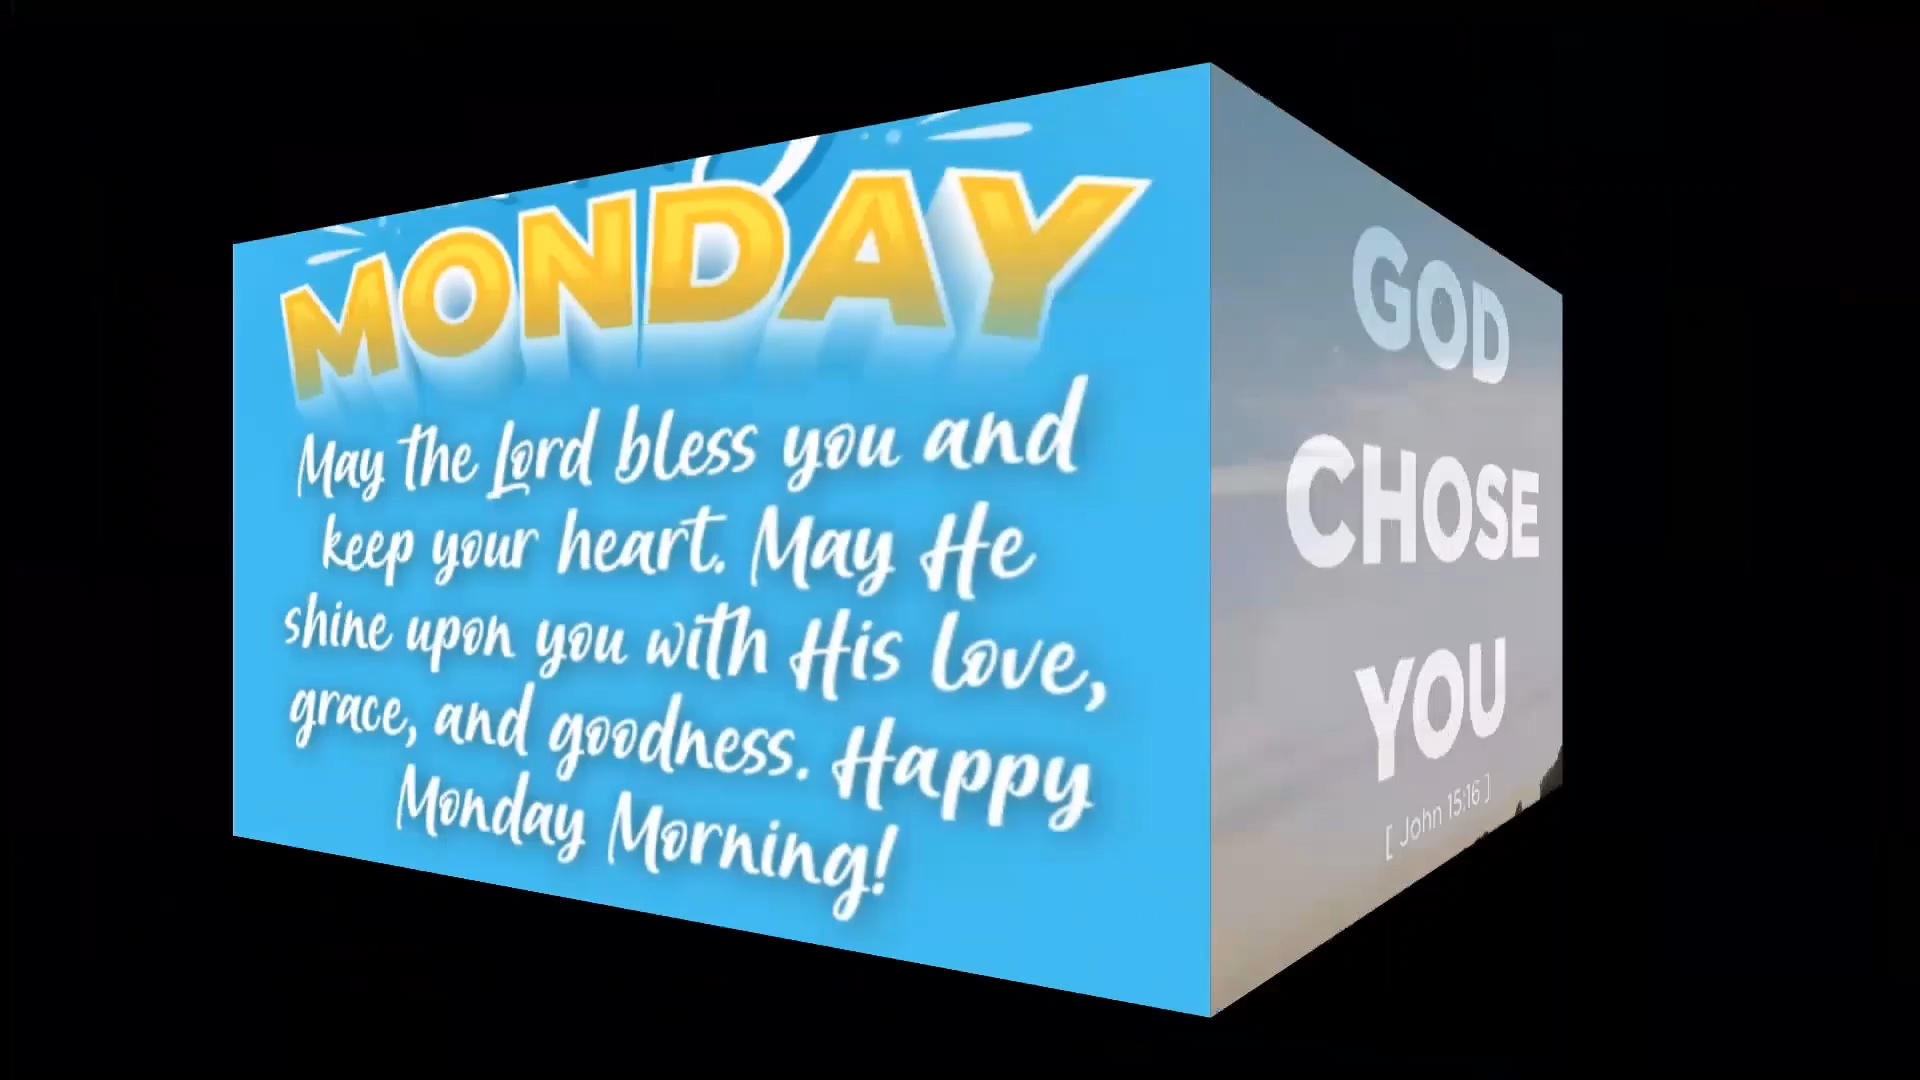 MONDAY
May the Lord bless you and
keep your heart. May He
shine upon you with His love,
grace, and goodness. Happy
Monday Morning!
GOD
CHOSE
YOU
[ John 15:16 ]